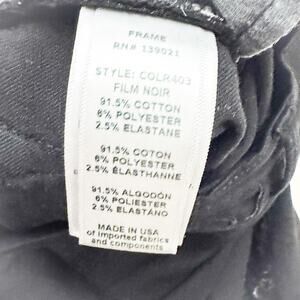 FRAME
RN# 139021
STYLE: COLR403
FILM NOIR
91.5% COTTON
6% POLYESTER
2.5% ELASTANE
91.5% COTON
6% POLYESTER
2.5% ÉLASTHANNE
91.5% ALGODÓN
6% POLIESTER
2.5% ELASTANO
MADE IN USA
of imported fabrics
and components